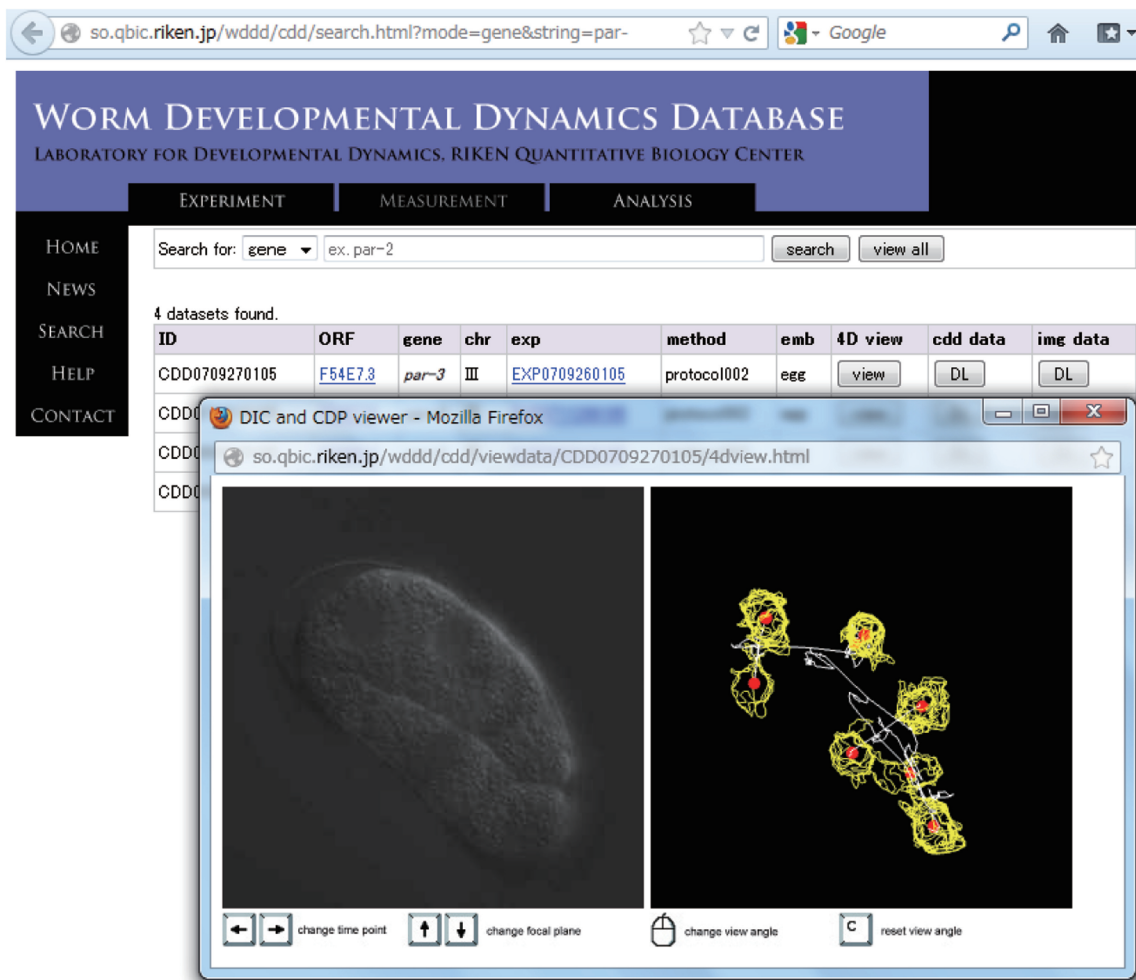 so.qbic.riken.jp/wddd/cdd/search.html?mode=gene&string=par-
Google
WORM DEVELOPMENTAL DYNAMICS DATABASE
LABORATORY FOR DEVELOPMENTAL DYNAMICS, RIKEN QUANTITATIVE BIOLOGY CENTER
EXPERIMENT MEASUREMENT ANALYSIS
HOME
NEWS
SEARCH
HELP
CONTACT
Search for: gene ex. par-2 search view all
4 datasets found.
ID ORF gene chr exp method emb 4D view cdd data img data
CDD0709270105 F54E7.3 par-3 III EXP0709260105 protocol002 egg view DL DL
DIC and CDP viewer - Mozilla Firefox
so.qbic.riken.jp/wddd/cdd/viewdata/CDD0709270105/4dview.html
change time point change focal plane change view angle C reset view angle